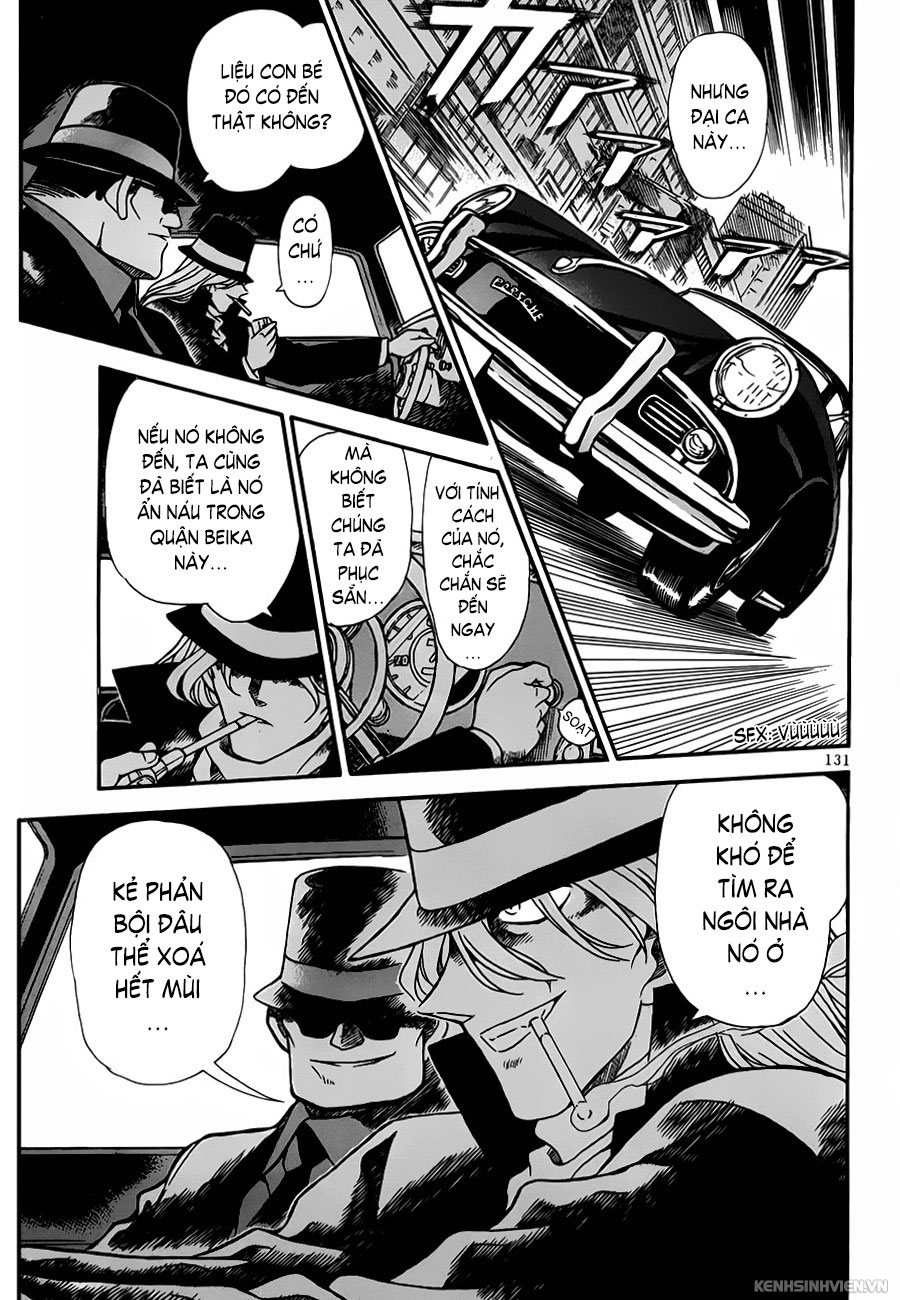 NHƯNG
ĐẠI CA
NÀY...
PORSCHE
SFX: VÙÙÙÙÙ
131
LIỆU CON BÉ
ĐÓ CÓ ĐẾN
THẬT KHÔNG?
CÓ
CHỨ
...
VỚI TÍNH
CÁCH
CỦA NÓ,
CHẮC
CHẮN SẼ
ĐẾN
NGAY
...
SOẠT
20
MÀ
KHÔNG
BIẾT
CHÚNG
TA ĐÃ
PHỤC
SẴN...
NẾU NÓ KHÔNG
ĐẾN, TA CŨNG
ĐÃ BIẾT LÀ NÓ
ẨN NÁU TRONG
QUẬN BEIKA
NÀY...
KHÔNG
KHÓ ĐỂ
TÌM RA
NGÔI NHÀ
NÓ Ở
...
KẺ PHẢN
BỘI ĐÂU
THỂ XOÁ
HẾT MÙI
...
KENHSINHVIEN.VN